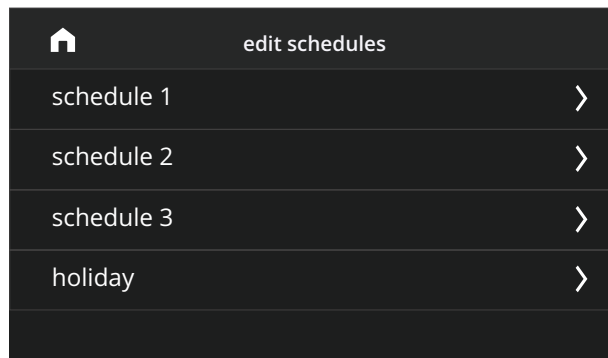 edit schedules
schedule 1
schedule 2
schedule 3
holiday